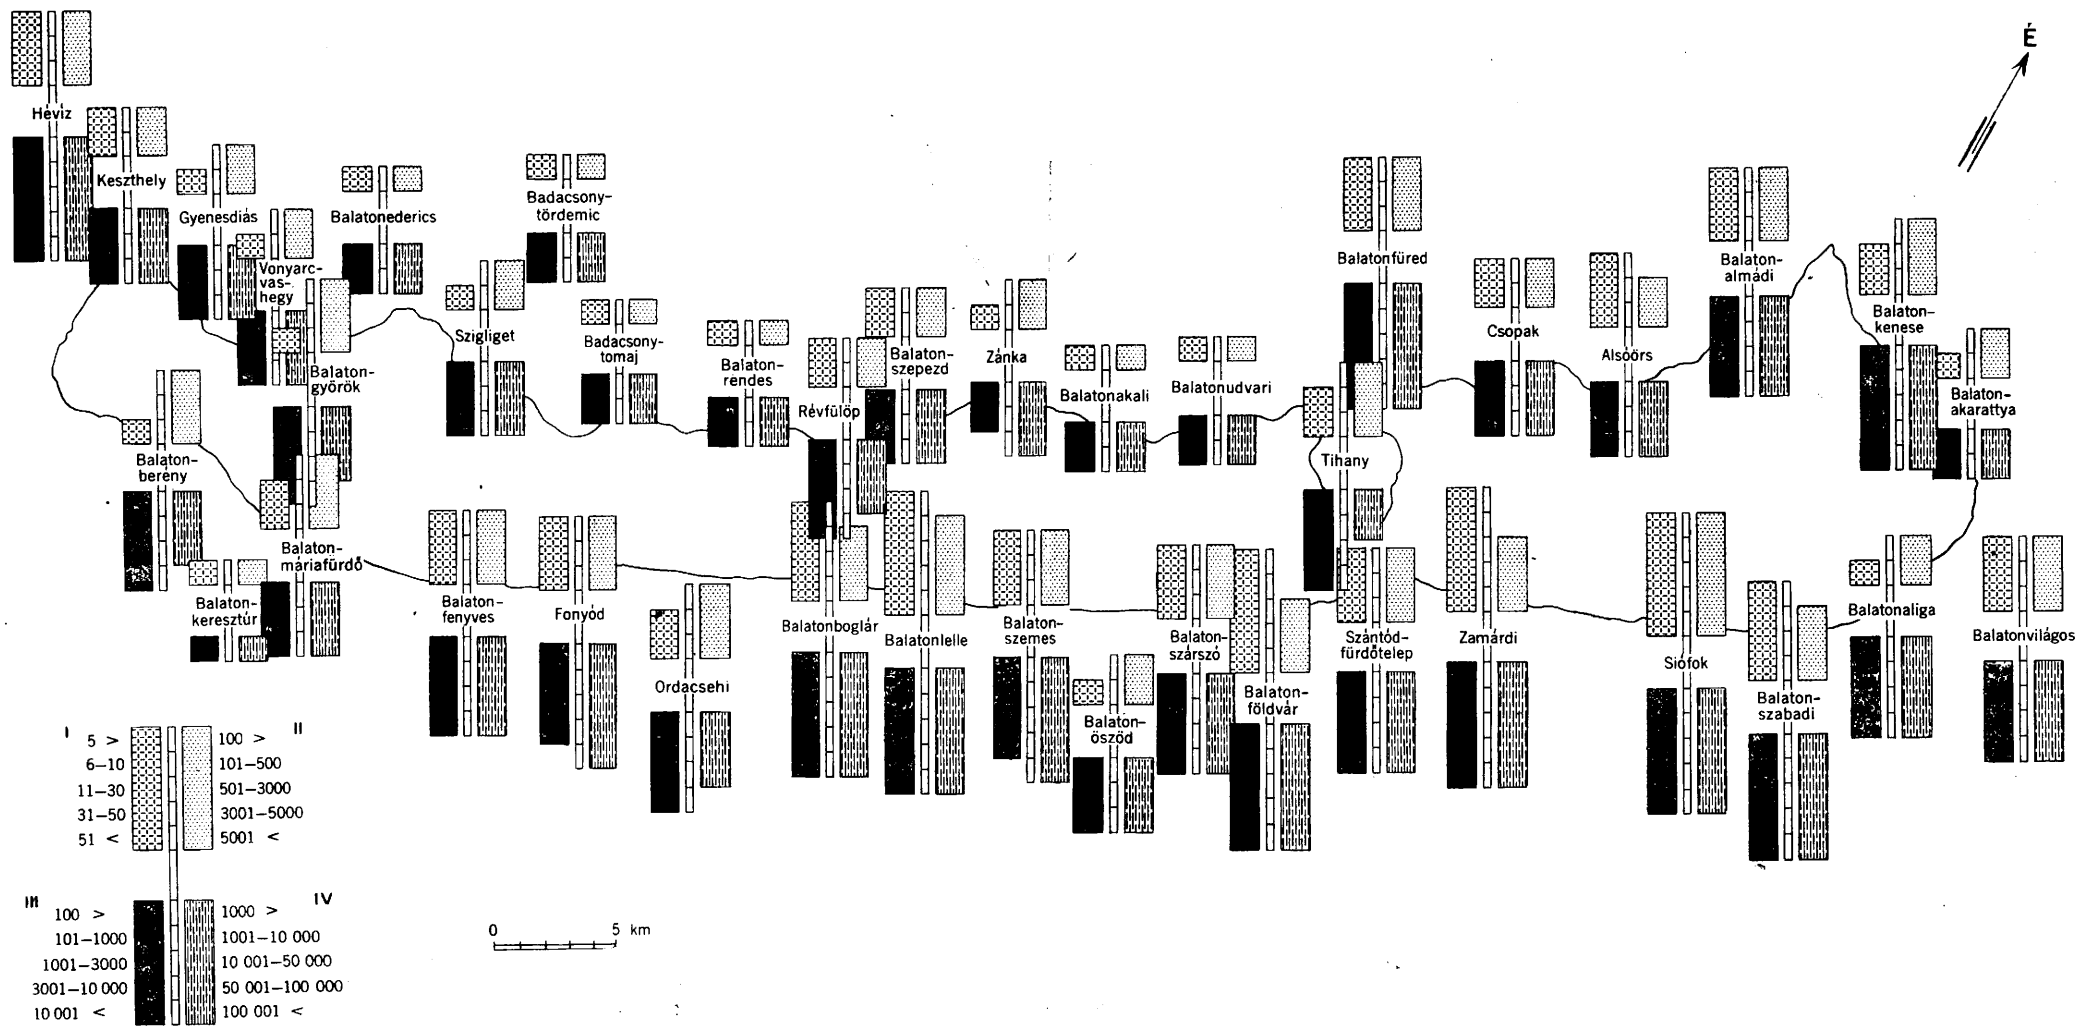 É
Hévíz
Keszthely
Gyenesdiás
Vonyarc-
vas-
hegy
Balatonederics
Badacsony-
tördemic
Balaton-
györök
Szigliget
Badacsony-
tomaj
Balaton-
rendes
Révfülöp
Balaton-
szepezd
Zánka
Balatonakali
Balatonudvari
Balatonfüred
Tihany
Csopak
Alsóörs
Balaton-
almádi
Balaton-
kenese
Balaton-
akarattya
Balaton-
bereny
Balaton-
keresztúr
Balaton-
máriafürdő
Balaton-
fenyves
Fonyód
Ordacsehi
Balatonboglár
Balatonlelle
Balaton-
szemes
Balaton-
öszöd
Balaton-
szárszó
Balaton-
földvár
Szántód-
fürdőtelep
Zamárdi
Siófok
Balaton-
szabadi
Balatonaliga
Balatonvilágos
I
5 >
6–10
11–30
31–50
51 <
II
100 >
101–500
501–3000
3001–5000
5001 <
III
100 >
101–1000
1001–3000
3001–10 000
10 001 <
IV
1000 >
1001–10 000
10 001–50 000
50 001–100 000
100 001 <
0 5 km